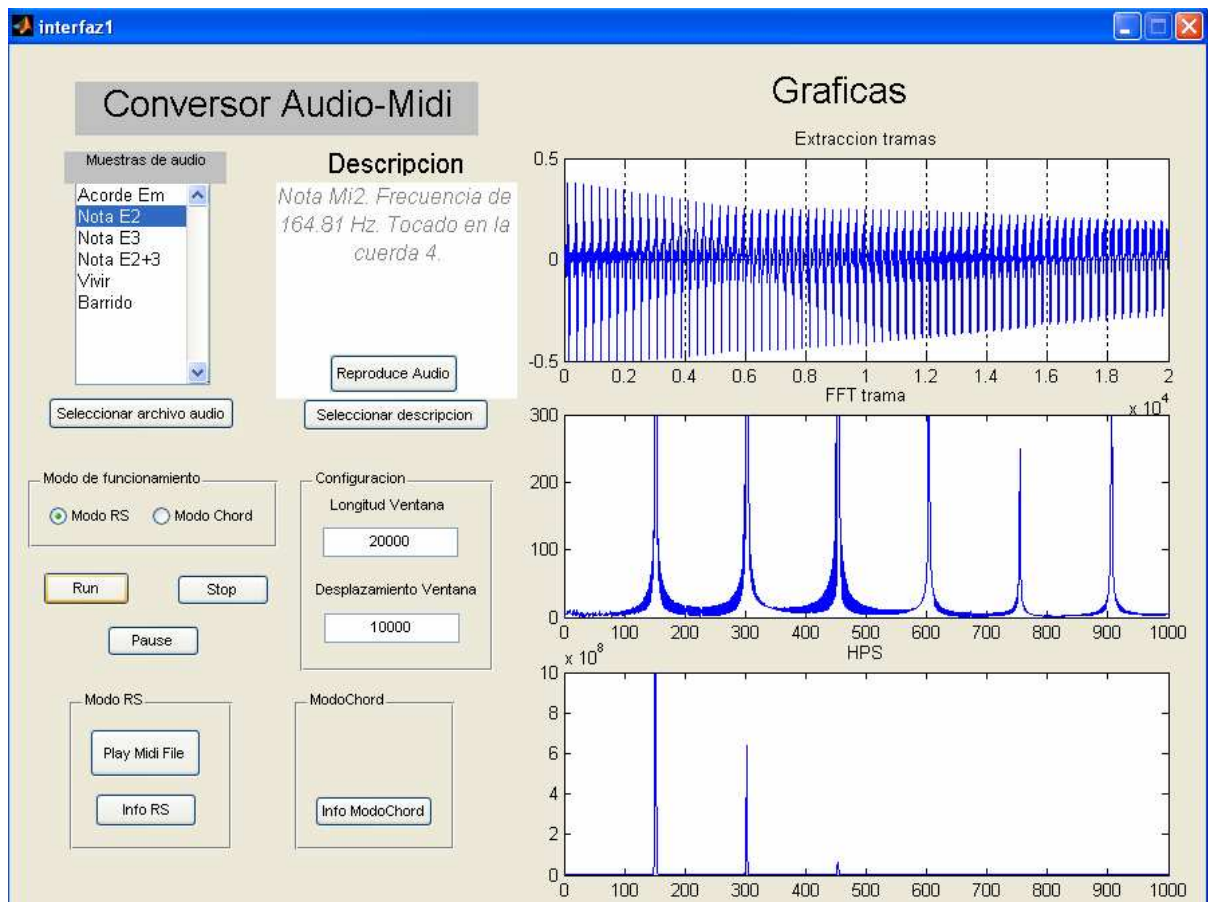 interfaz1
Conversor Audio-Midi
Muestras de audio
Acorde Em
Nota E2
Nota E3
Nota E2+3
Vivir
Barrido
Seleccionar archivo audio
Descripcion
Nota Mi2. Frecuencia de
164.81 Hz. Tocado en la
cuerda 4.
Reproduce Audio
Seleccionar descripcion
Modo de funcionamiento
Modo RS Modo Chord
Run Stop
Pause
Configuracion
Longitud Ventana
20000
Desplazamiento Ventana
10000
Modo RS
Play Midi File
Info RS
ModoChord
Info ModoChord
Graficas
Extraccion tramas
0.5
0
-0.5
0 0.2 0.4 0.6 0.8 1 1.2 1.4 1.6 1.8 2
x 10^4
FFT trama
300
200
100
0
0 100 200 300 400 500 600 700 800 900 1000
HPS
x 10^8
10
8
6
4
2
0
0 100 200 300 400 500 600 700 800 900 1000